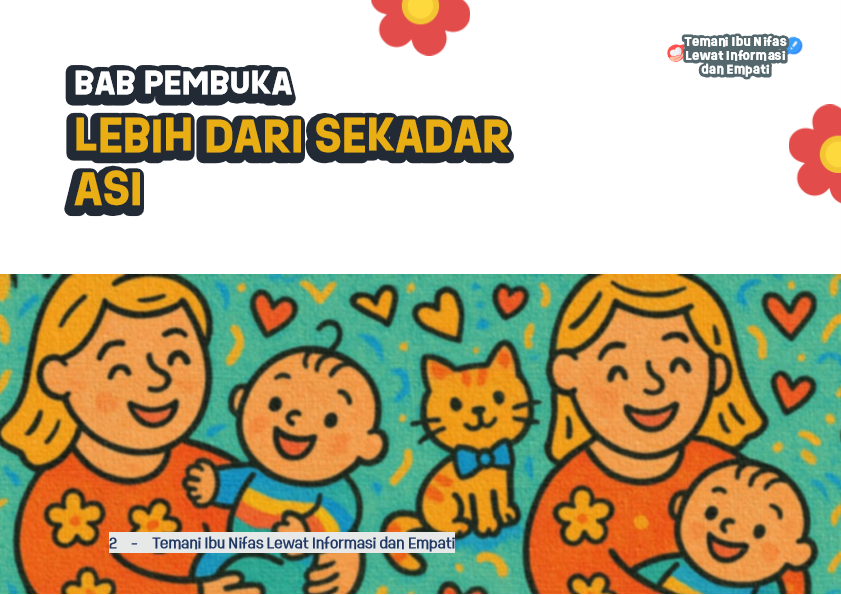 Temani Ibu Nifas
Lewat Informasi
dan Empati
BAB PEMBUKA
LEBIH DARI SEKADAR
ASI
2 - Temani Ibu Nifas Lewat Informasi dan Empati